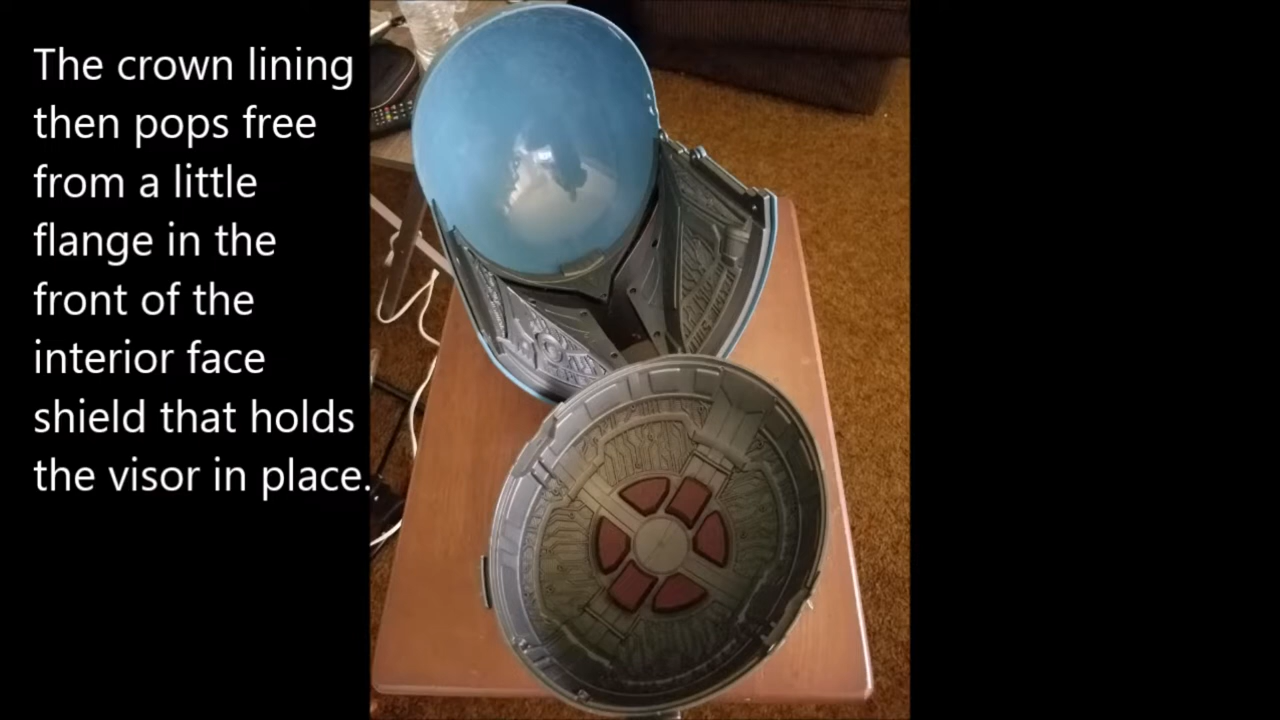 The crown lining
then pops free
from a little
flange in the
front of the
interior face
shield that holds
the visor in place.